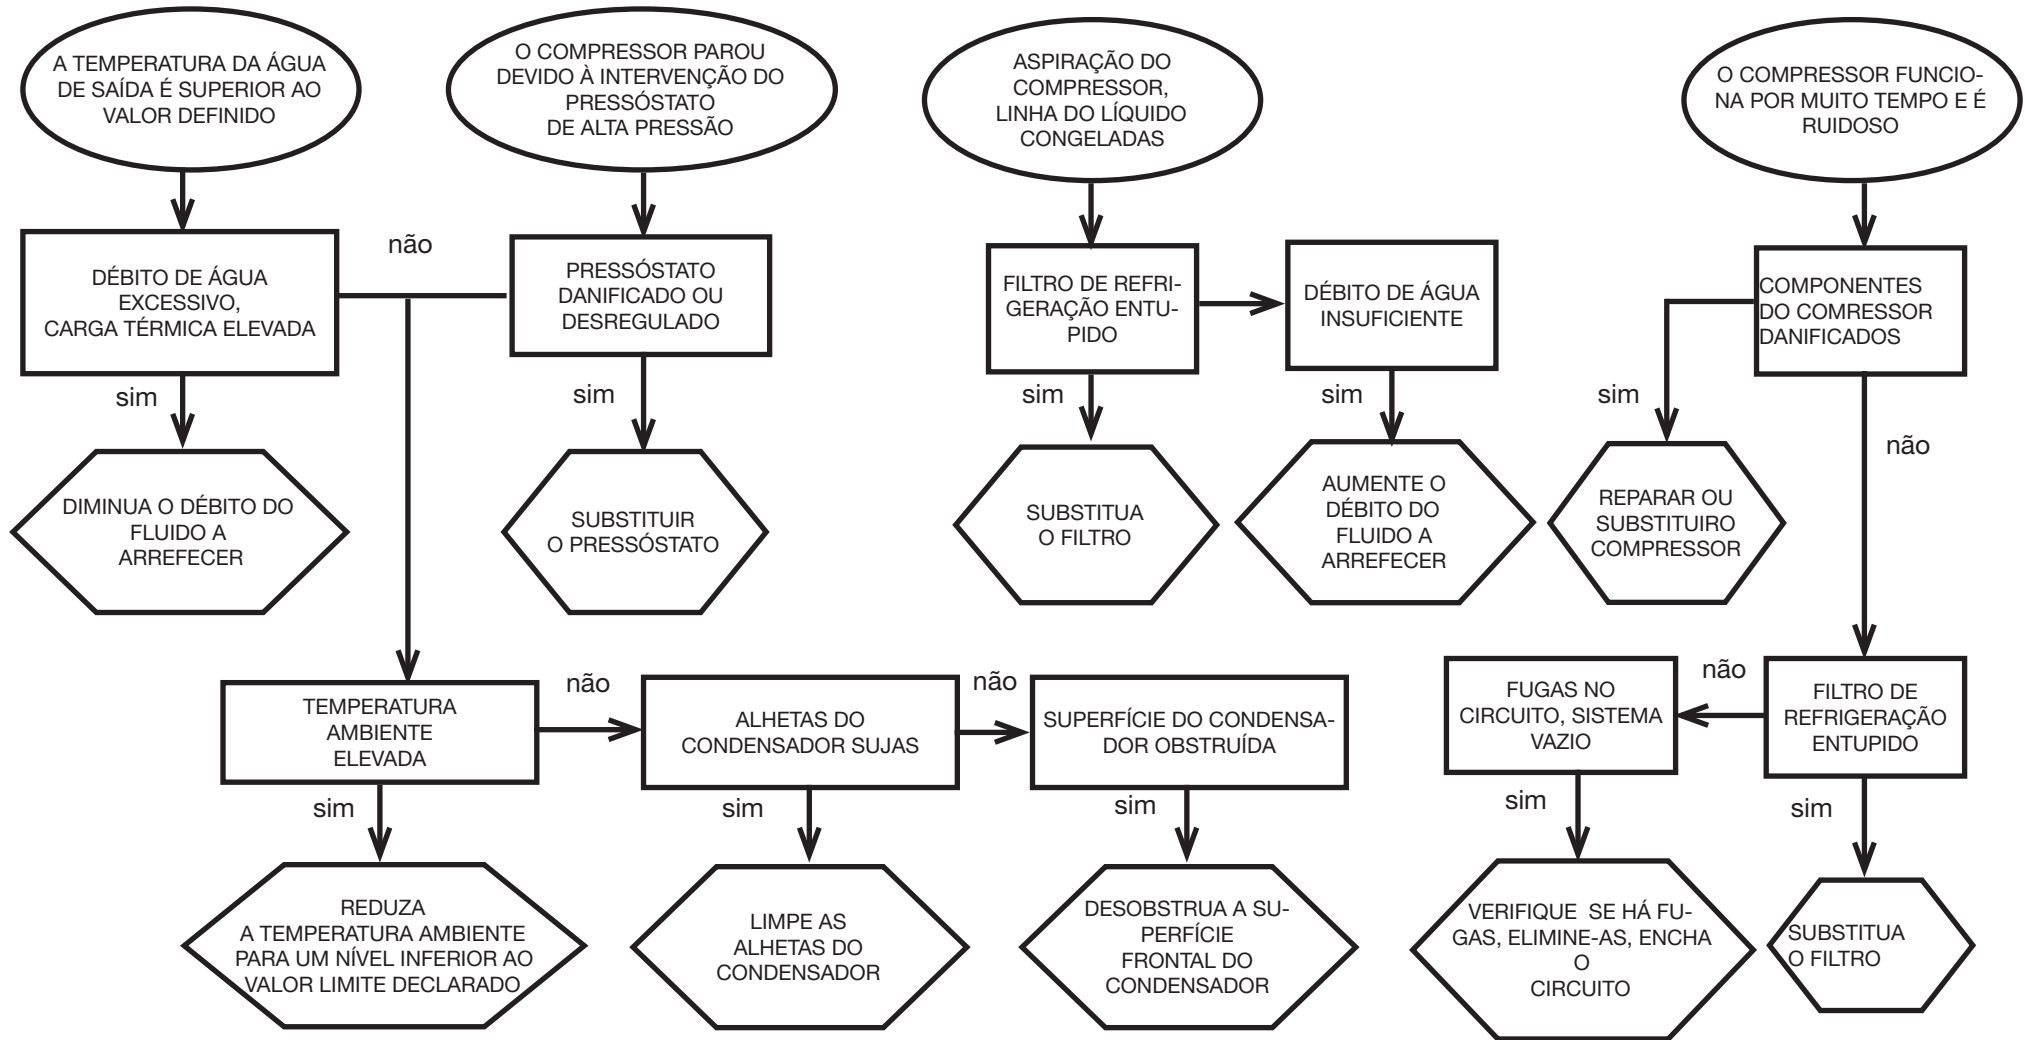 A TEMPERATURA DA ÁGUA
DE SAÍDA É SUPERIOR AO
VALOR DEFINIDO
O COMPRESSOR PAROU
DEVIDO À INTERVENÇÃO DO
PRESSÓSTATO
DE ALTA PRESSÃO
ASPIRAÇÃO DO
COMPRESSOR,
LINHA DO LÍQUIDO
CONGELADAS
O COMPRESSOR FUNCIO-
NA POR MUITO TEMPO E É
RUIDOSO
DÉBITO DE ÁGUA
EXCESSIVO,
CARGA TÉRMICA ELEVADA
não
PRESSÓSTATO
DANIFICADO OU
DESREGULADO
FILTRO DE REFRI-
GERAÇÃO ENTU-
PIDO
DÉBITO DE ÁGUA
INSUFICIENTE
COMPONENTES
DO COMRESSOR
DANIFICADOS
sim
sim
sim
sim
sim
não
DIMINUA O DÉBITO DO
FLUIDO A
ARREFECER
SUBSTITUIR
O PRESSÓSTATO
SUBSTITUA
O FILTRO
AUMENTE O
DÉBITO DO
FLUIDO A
ARREFECER
REPARAR OU
SUBSTITUIRO
COMPRESSOR
TEMPERATURA
AMBIENTE
ELEVADA
não
ALHETAS DO
CONDENSADOR SUJAS
não
SUPERFÍCIE DO CONDENSA-
DOR OBSTRUÍDA
FUGAS NO
CIRCUITO, SISTEMA
VAZIO
não
FILTRO DE
REFRIGERAÇÃO
ENTUPIDO
sim
sim
sim
sim
sim
REDUZA
A TEMPERATURA AMBIENTE
PARA UM NÍVEL INFERIOR AO
VALOR LIMITE DECLARADO
LIMPE AS
ALHETAS DO
CONDENSADOR
DESOBSTRUA A SU-
PERFÍCIE
FRONTAL DO
CONDENSADOR
VERIFIQUE SE HÁ FU-
GAS, ELIMINE-AS, ENCHA
O
CIRCUITO
SUBSTITUA
O FILTRO